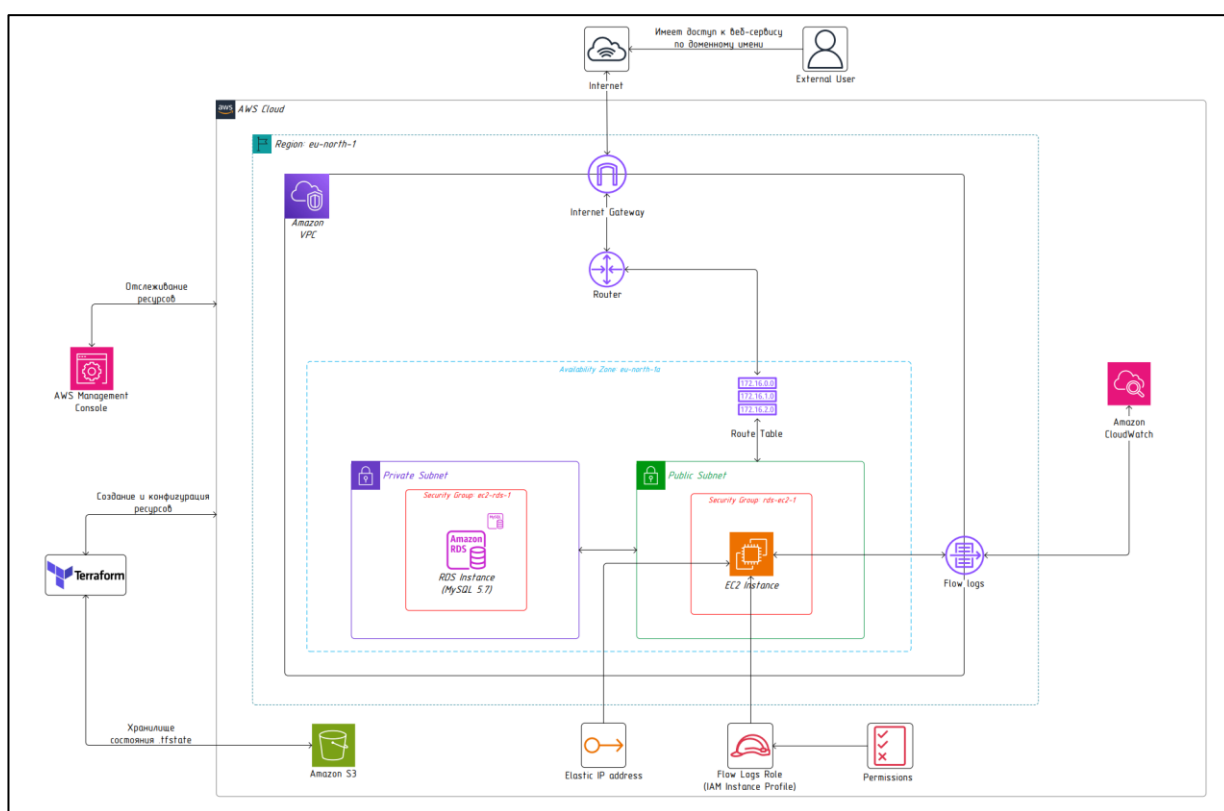 Имеет доступ к веб-сервису
по доменному имени
Internet
External User
aws
AWS Cloud
Region: eu-north-1
Amazon
VPC
Internet Gateway
Router
Отслеживание
ресурсов
AWS Management
Console
Availability Zone: eu-north-1a
172.16.0.0
172.16.1.0
172.16.2.0
Route Table
Amazon
CloudWatch
Private Subnet
Public Subnet
Security Group: ec2-rds-1
Security Group: rds-ec2-1
MySQL
Amazon
RDS
RDS Instance
(MySQL 5.7)
EC2 Instance
Flow logs
Создание и конфигурация
ресурсов
Terraform
Хранилище
состояния .tfstate
Amazon S3
Elastic IP address
Flow Logs Role
(IAM Instance Profile)
Permissions